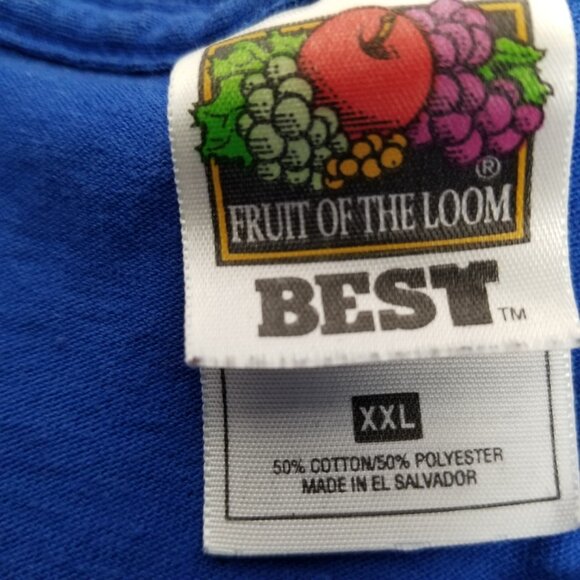 ®
FRUIT OF THE LOOM
BEST™
XXL
50% COTTON/50% POLYESTER
MADE IN EL SALVADOR